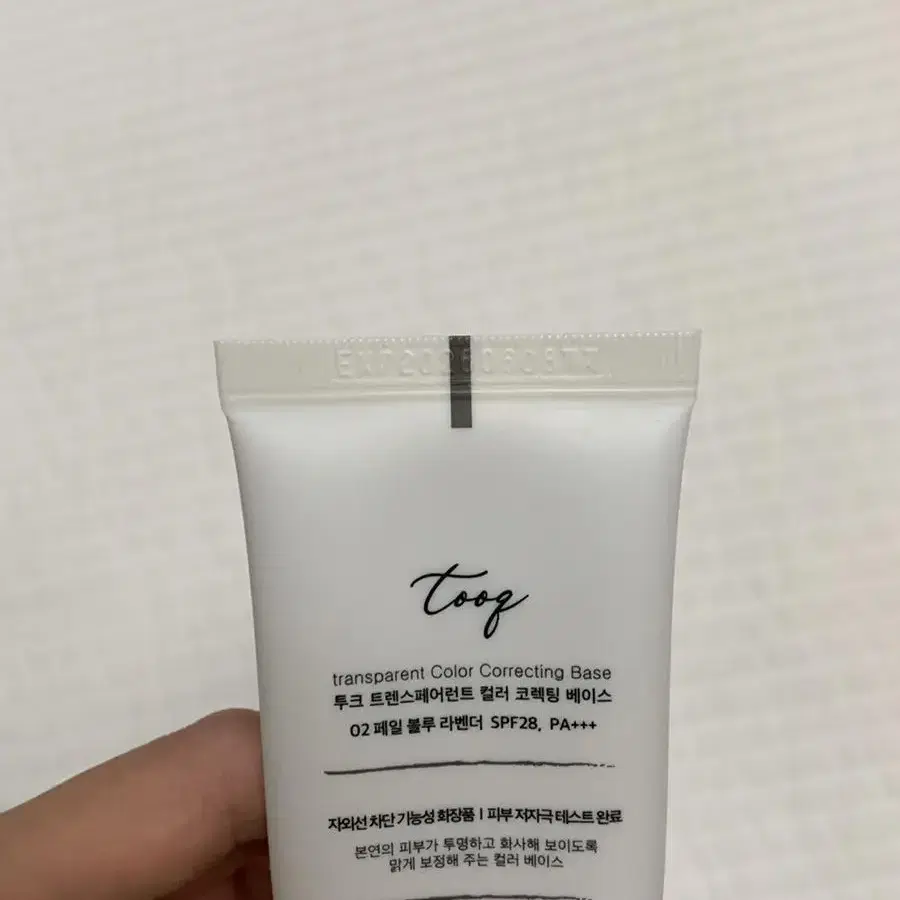 tooq
transparent Color Correcting Base
투크 트렌스페어런트 컬러 코렉팅 베이스
02 페일 블루 라벤더 SPF28, PA+++
자외선 차단 기능성 화장품 | 피부 저자극 테스트 완료
본연의 피부가 투명하고 화사해 보이도록
맑게 보정해 주는 컬러 베이스